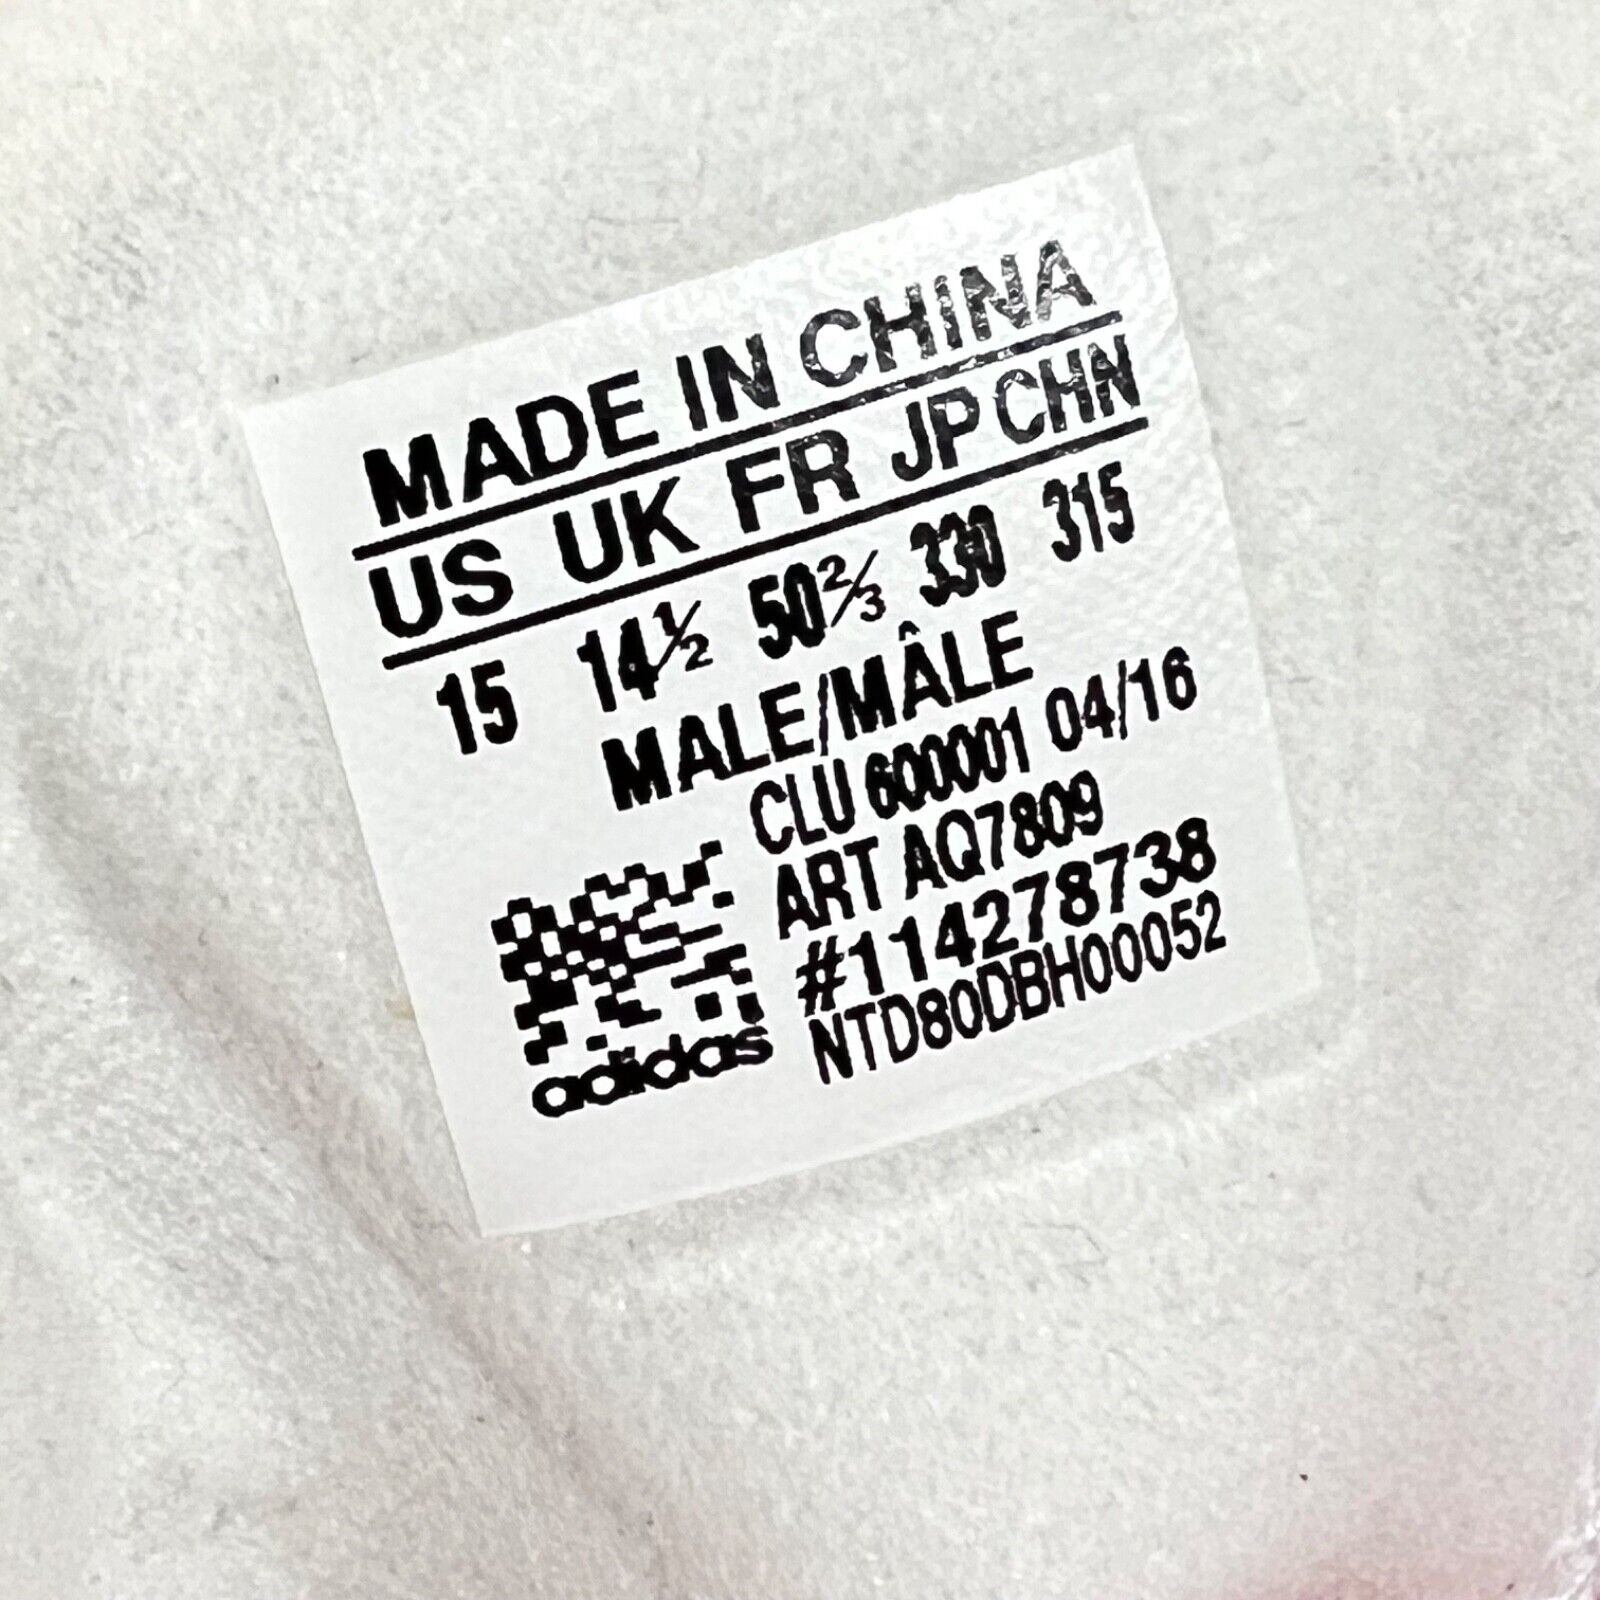 MADE IN CHINA
US UK FR JP CHN
15 14½ 50⅔ 330 315
MALE/MÂLE
CLU 600001 04/16
ART AQ7809
#114278738
NTD80DBH00052
adidas